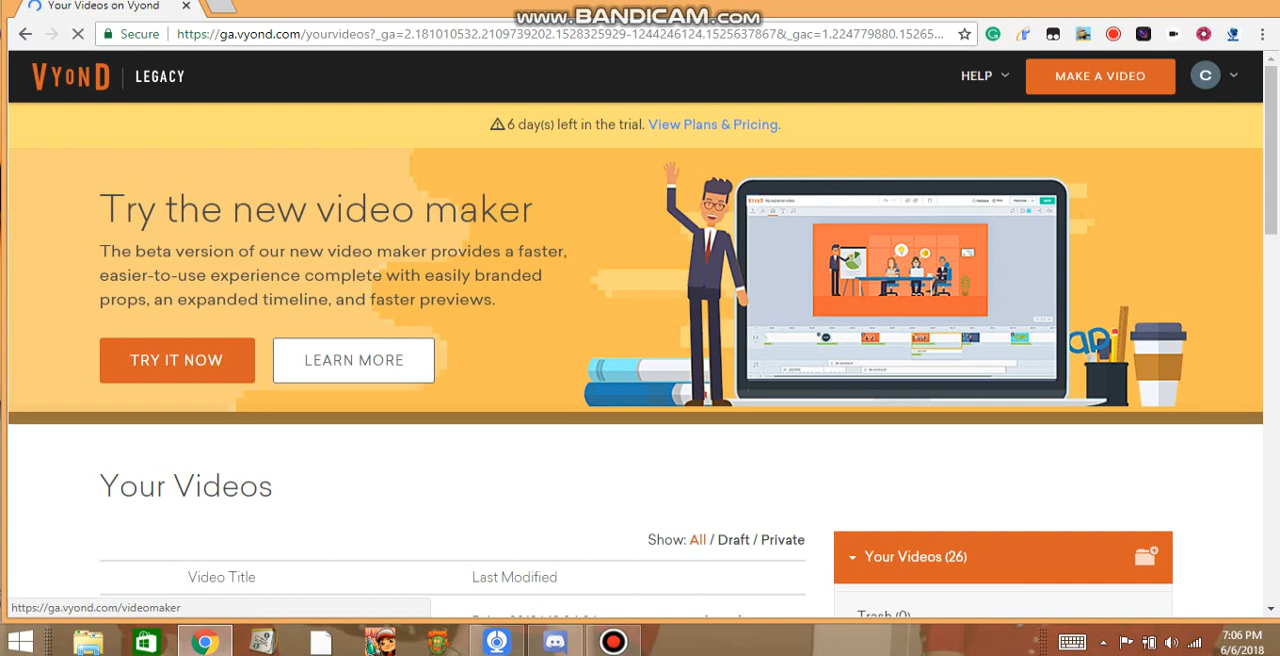 Your Videos on Vyond
www.BANDICAM.com
Secure
https://ga.vyond.com/yourvideos?_ga=2.181010532.2109739202.1528325929-1244246124.1525637867&_gac=1.224779880.15265...
VYOND
LEGACY
HELP
MAKE A VIDEO
C
6 day(s) left in the trial. View Plans & Pricing.
Try the new video maker
The beta version of our new video maker provides a faster,
easier-to-use experience complete with easily branded
props, an expanded timeline, and faster previews.
TRY IT NOW
LEARN MORE
Your Videos
Show: All / Draft / Private
Your Videos (26)
Video Title
Last Modified
https://ga.vyond.com/videomaker
Trash (0)
7:06 PM
6/6/2018